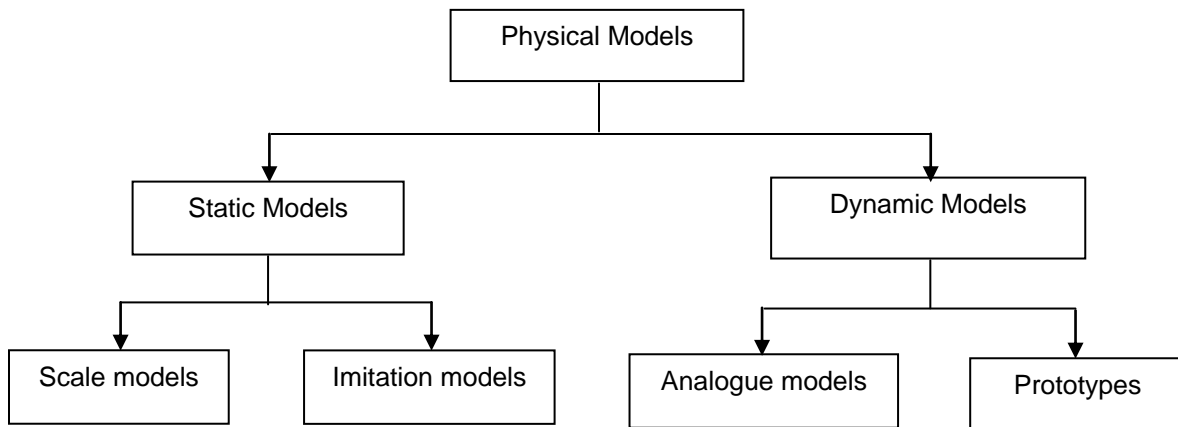 Physical Models
Static Models
Dynamic Models
Scale models
Imitation models
Analogue models
Prototypes